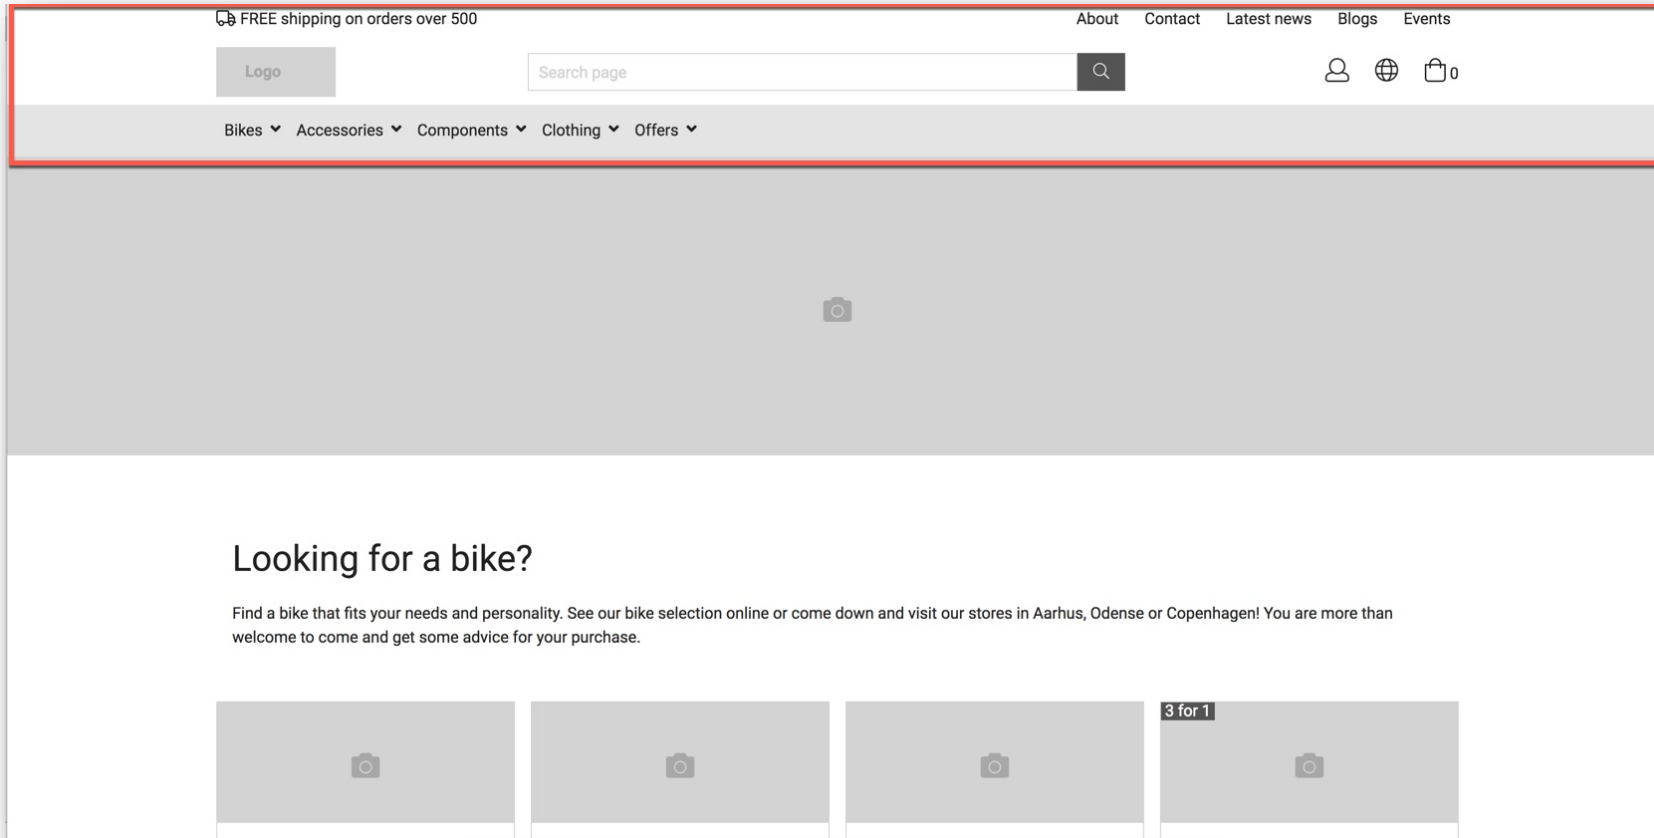 FREE shipping on orders over 500
About Contact Latest news Blogs Events
Logo
Search page
0
Bikes Accessories Components Clothing Offers
Looking for a bike?
Find a bike that fits your needs and personality. See our bike selection online or come down and visit our stores in Aarhus, Odense or Copenhagen! You are more than
welcome to come and get some advice for your purchase.
3 for 1